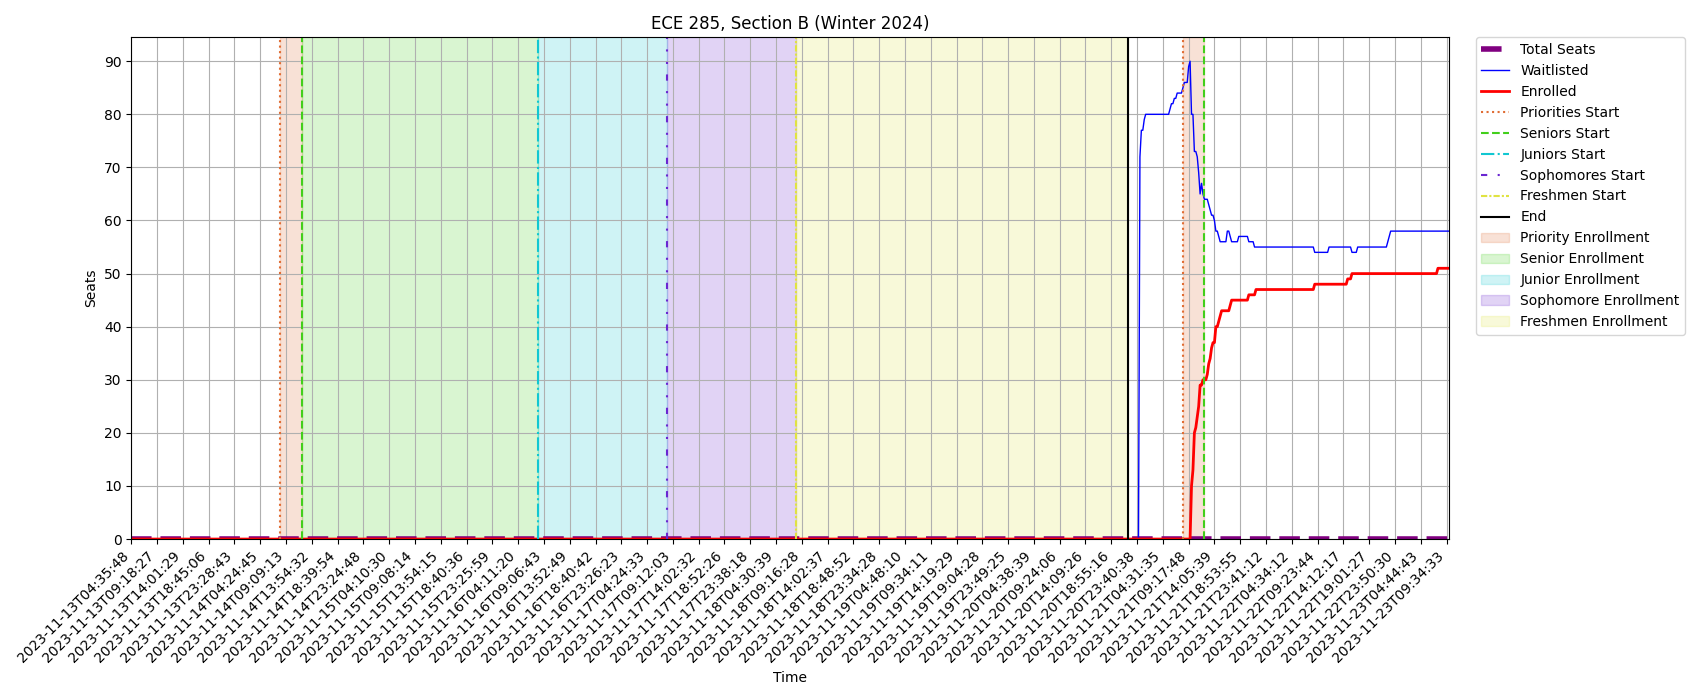 ECE 285, Section B (Winter 2024)
Seats
90
80
70
60
50
40
30
20
10
0
2023-11-13T04:35:48
2023-11-13T09:18:27
2023-11-13T14:01:29
2023-11-13T18:45:06
2023-11-13T23:28:43
2023-11-14T04:24:45
2023-11-14T09:09:13
2023-11-14T13:54:32
2023-11-14T18:39:54
2023-11-14T23:24:48
2023-11-15T04:10:30
2023-11-15T09:08:14
2023-11-15T13:54:15
2023-11-15T18:40:36
2023-11-15T23:25:59
2023-11-16T04:11:20
2023-11-16T09:06:43
2023-11-16T13:52:49
2023-11-16T18:40:42
2023-11-16T23:26:23
2023-11-17T04:24:33
2023-11-17T09:12:03
2023-11-17T14:02:32
2023-11-17T18:52:26
2023-11-17T23:38:18
2023-11-18T04:30:39
2023-11-18T09:16:28
2023-11-18T14:02:37
2023-11-18T18:48:52
2023-11-18T23:34:28
2023-11-19T04:48:10
2023-11-19T09:34:11
2023-11-19T14:19:29
2023-11-19T19:04:28
2023-11-19T23:49:25
2023-11-20T04:38:39
2023-11-20T09:24:06
2023-11-20T14:09:26
2023-11-20T18:55:16
2023-11-20T23:40:38
2023-11-21T04:31:35
2023-11-21T09:17:48
2023-11-21T14:05:39
2023-11-21T18:53:55
2023-11-21T23:41:12
2023-11-22T04:34:12
2023-11-22T09:23:44
2023-11-22T14:12:17
2023-11-22T19:01:27
2023-11-22T23:50:30
2023-11-23T04:44:43
2023-11-23T09:34:33
Time
Total Seats
Waitlisted
Enrolled
Priorities Start
Seniors Start
Juniors Start
Sophomores Start
Freshmen Start
End
Priority Enrollment
Senior Enrollment
Junior Enrollment
Sophomore Enrollment
Freshmen Enrollment